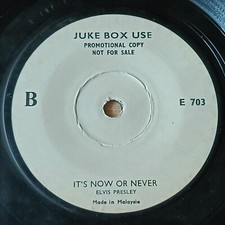 JUKE BOX USE
PROMOTIONAL COPY
NOT FOR SALE
B E 703
IT'S NOW OR NEVER
ELVIS PRESLEY
Made in Malaysia